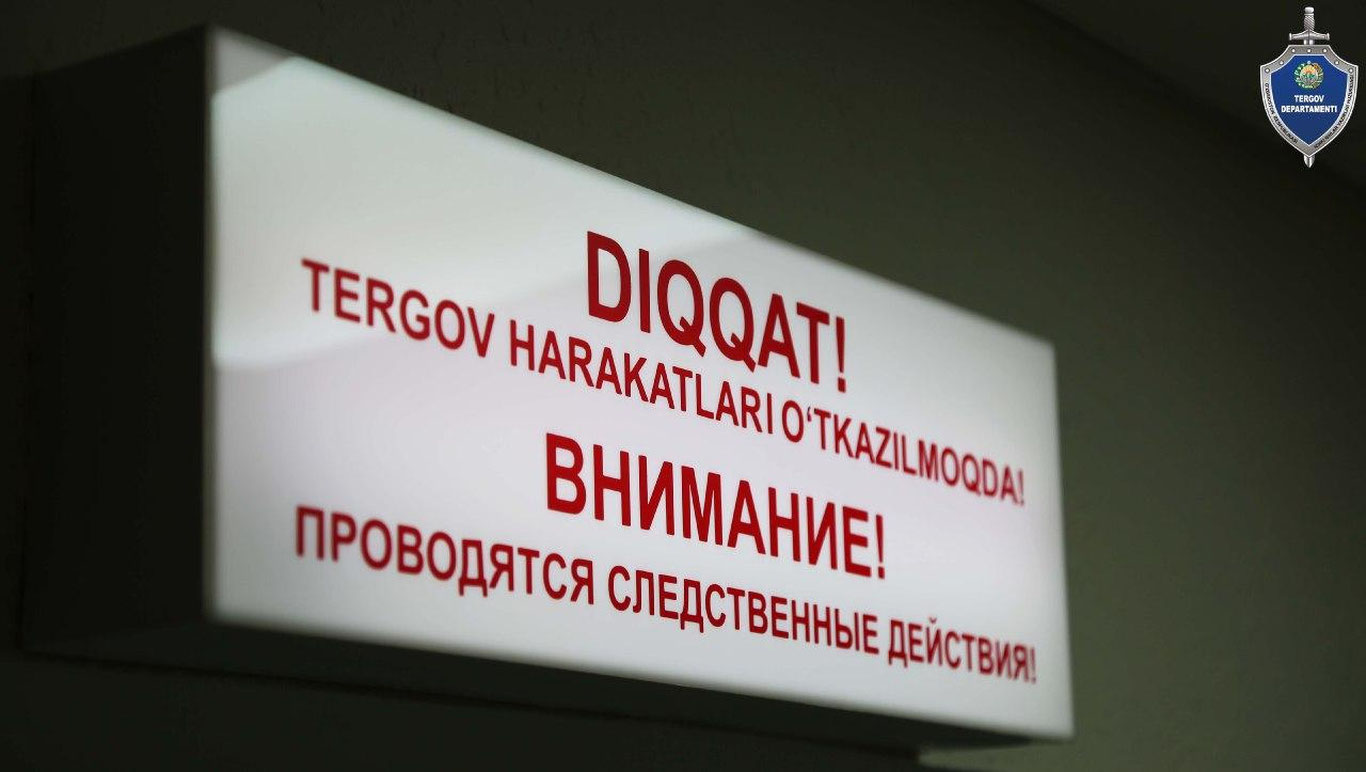 DIQQAT!
TERGOV HARAKATLARI O‘TKAZILMOQDA!
ВНИМАНИЕ!
ПРОВОДЯТСЯ СЛЕДСТВЕННЫЕ ДЕЙСТВИЯ!
TERGOV
DEPARTAMENTI